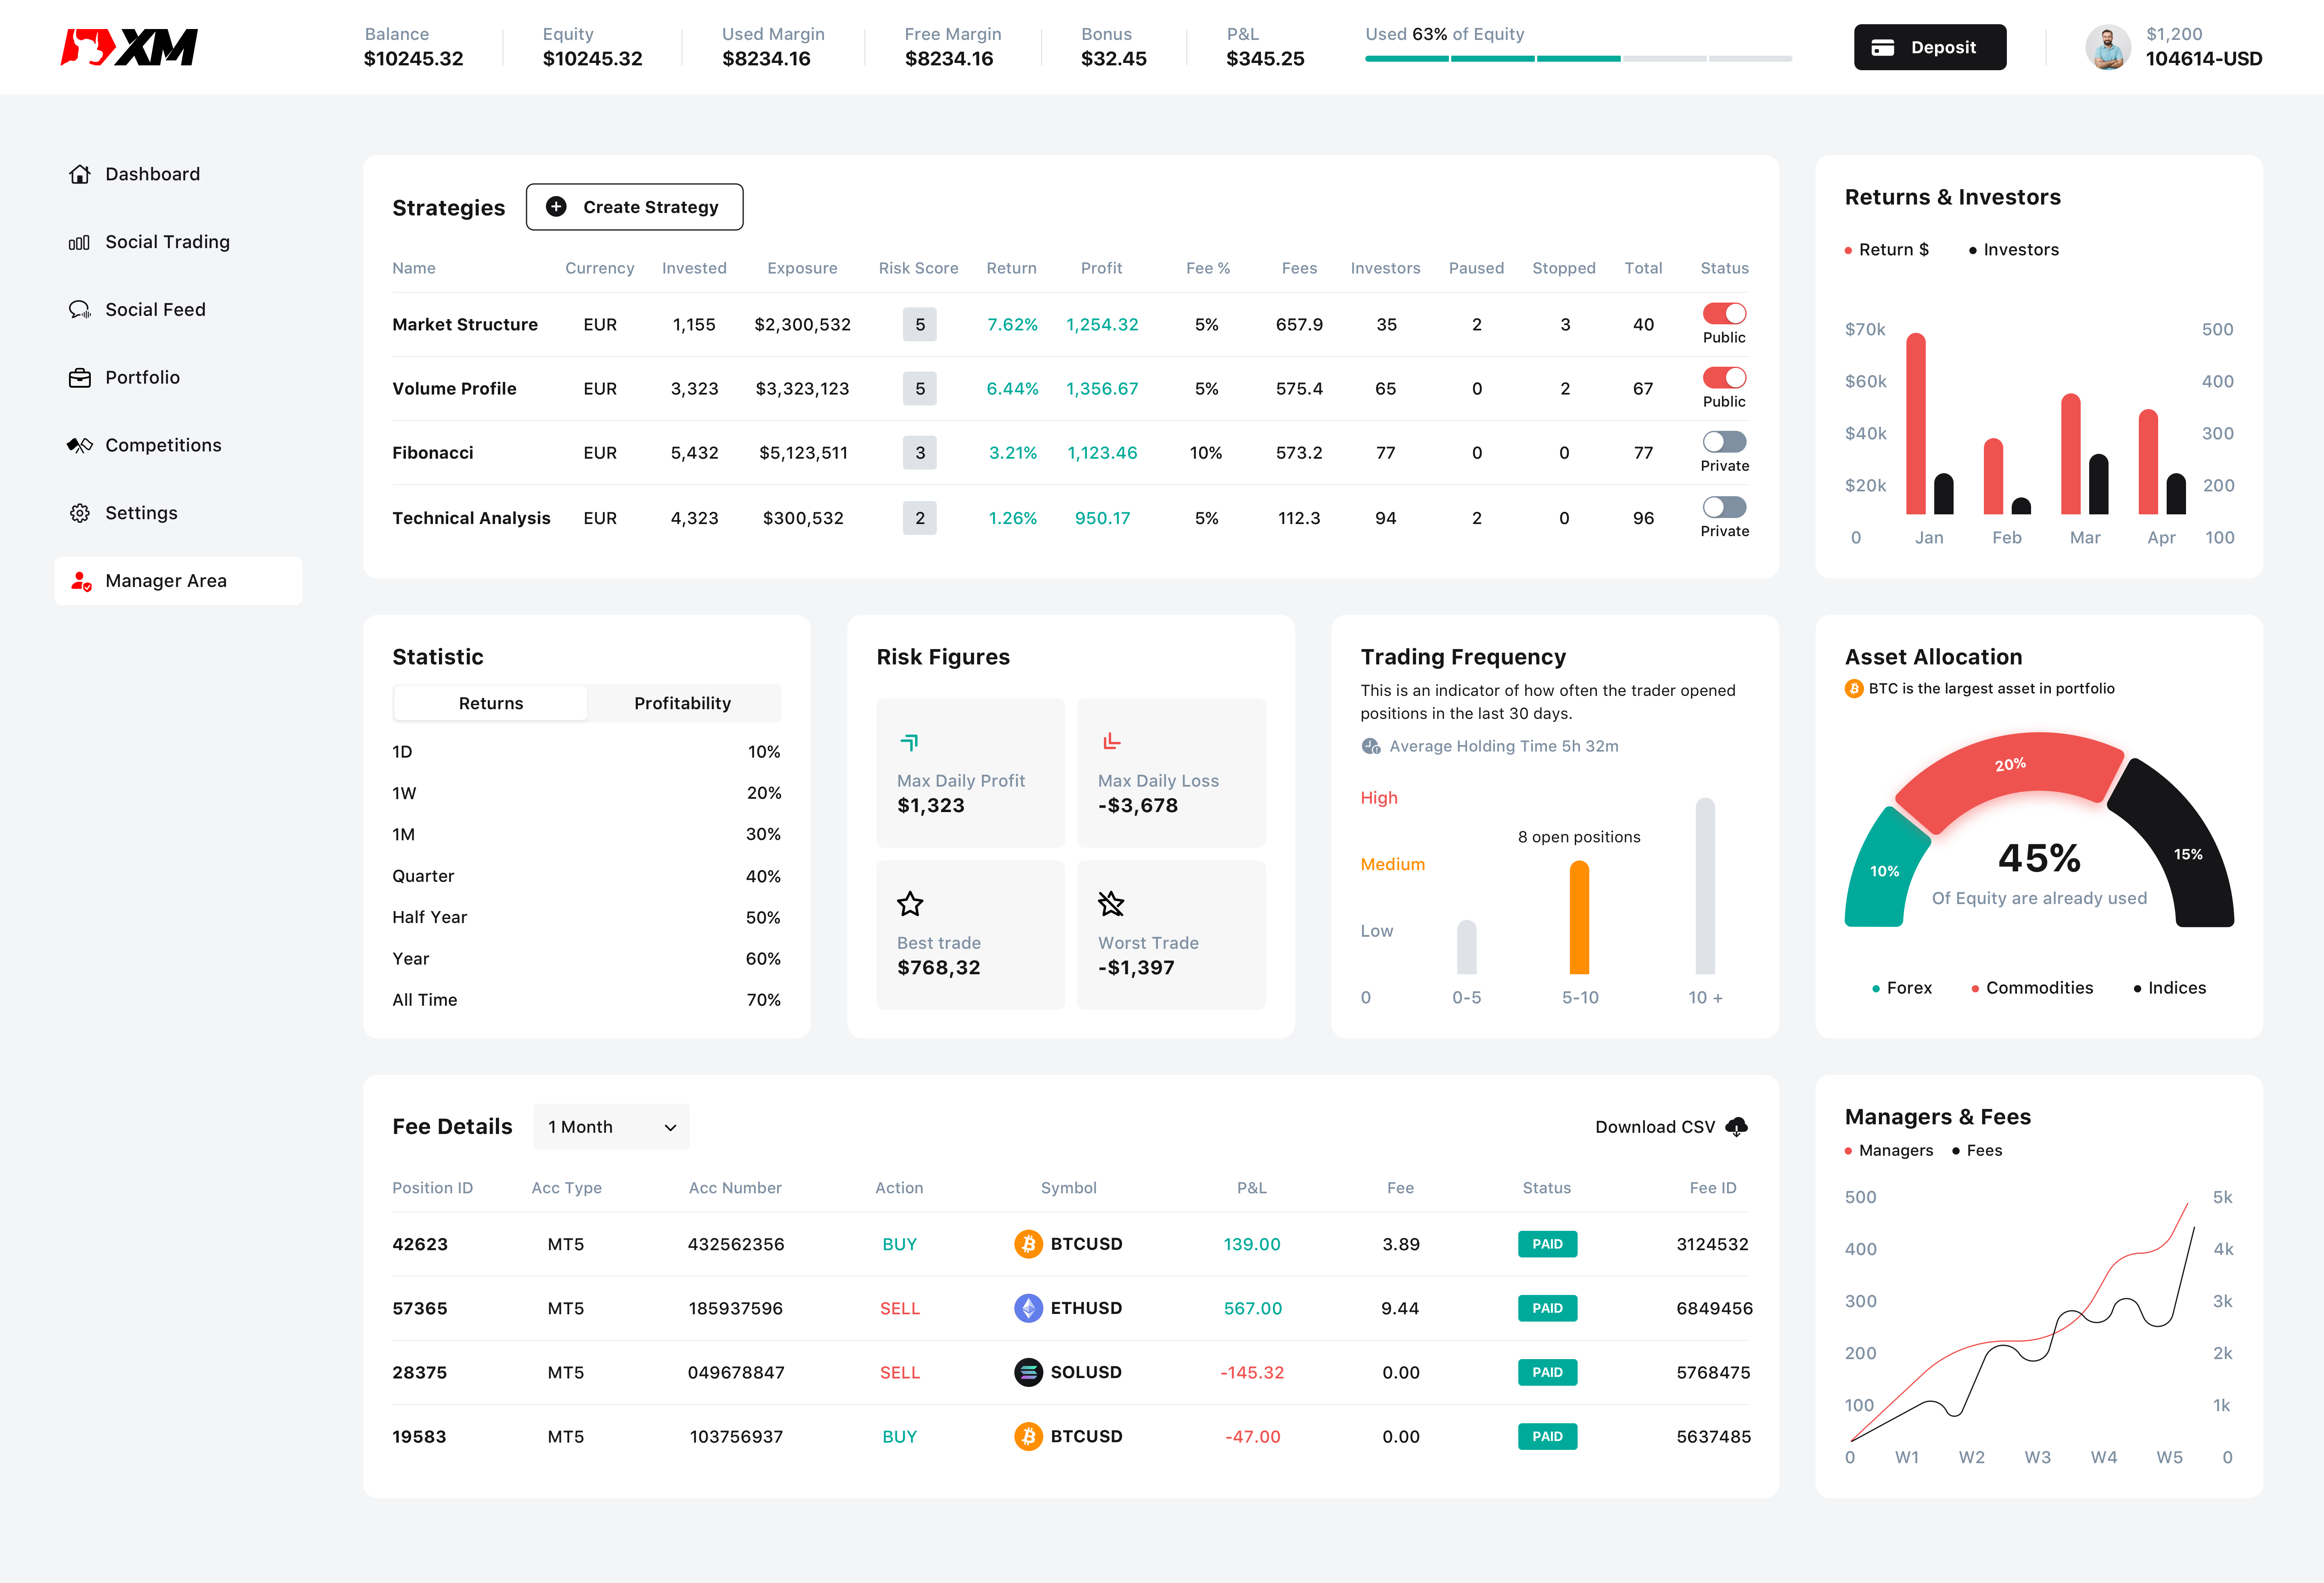 XM
Balance
$10245.32
Equity
$10245.32
Used Margin
$8234.16
Free Margin
$8234.16
Bonus
$32.45
P&L
$345.25
Used 63% of Equity
Deposit
$1,200
104614-USD
Dashboard
Social Trading
Social Feed
Portfolio
Competitions
Settings
Manager Area
Strategies
Create Strategy
Name Currency Invested Exposure Risk Score Return Profit Fee % Fees Investors Paused Stopped Total Status
Market Structure EUR 1,155 $2,300,532 5 7.62% 1,254.32 5% 657.9 35 2 3 40 Public
Volume Profile EUR 3,323 $3,323,123 5 6.44% 1,356.67 5% 575.4 65 0 2 67 Public
Fibonacci EUR 5,432 $5,123,511 3 3.21% 1,123.46 10% 573.2 77 0 0 77 Private
Technical Analysis EUR 4,323 $300,532 2 1.26% 950.17 5% 112.3 94 2 0 96 Private
Returns & Investors
Return $ Investors
$70k 500
$60k 400
$40k 300
$20k 200
0 Jan Feb Mar Apr 100
Statistic
Returns Profitability
1D 10%
1W 20%
1M 30%
Quarter 40%
Half Year 50%
Year 60%
All Time 70%
Risk Figures
Max Daily Profit
$1,323
Max Daily Loss
-$3,678
Best trade
$768,32
Worst Trade
-$1,397
Trading Frequency
This is an indicator of how often the trader opened
positions in the last 30 days.
Average Holding Time 5h 32m
High
8 open positions
Medium
Low
0 0-5 5-10 10 +
Asset Allocation
BTC is the largest asset in portfolio
20%
10%
15%
45%
Of Equity are already used
Forex Commodities Indices
Fee Details
1 Month
Download CSV
Position ID Acc Type Acc Number Action Symbol P&L Fee Status Fee ID
42623 MT5 432562356 BUY BTCUSD 139.00 3.89 PAID 3124532
57365 MT5 185937596 SELL ETHUSD 567.00 9.44 PAID 6849456
28375 MT5 049678847 SELL SOLUSD -145.32 0.00 PAID 5768475
19583 MT5 103756937 BUY BTCUSD -47.00 0.00 PAID 5637485
Managers & Fees
Managers Fees
500 5k
400 4k
300 3k
200 2k
100 1k
0 W1 W2 W3 W4 W5 0